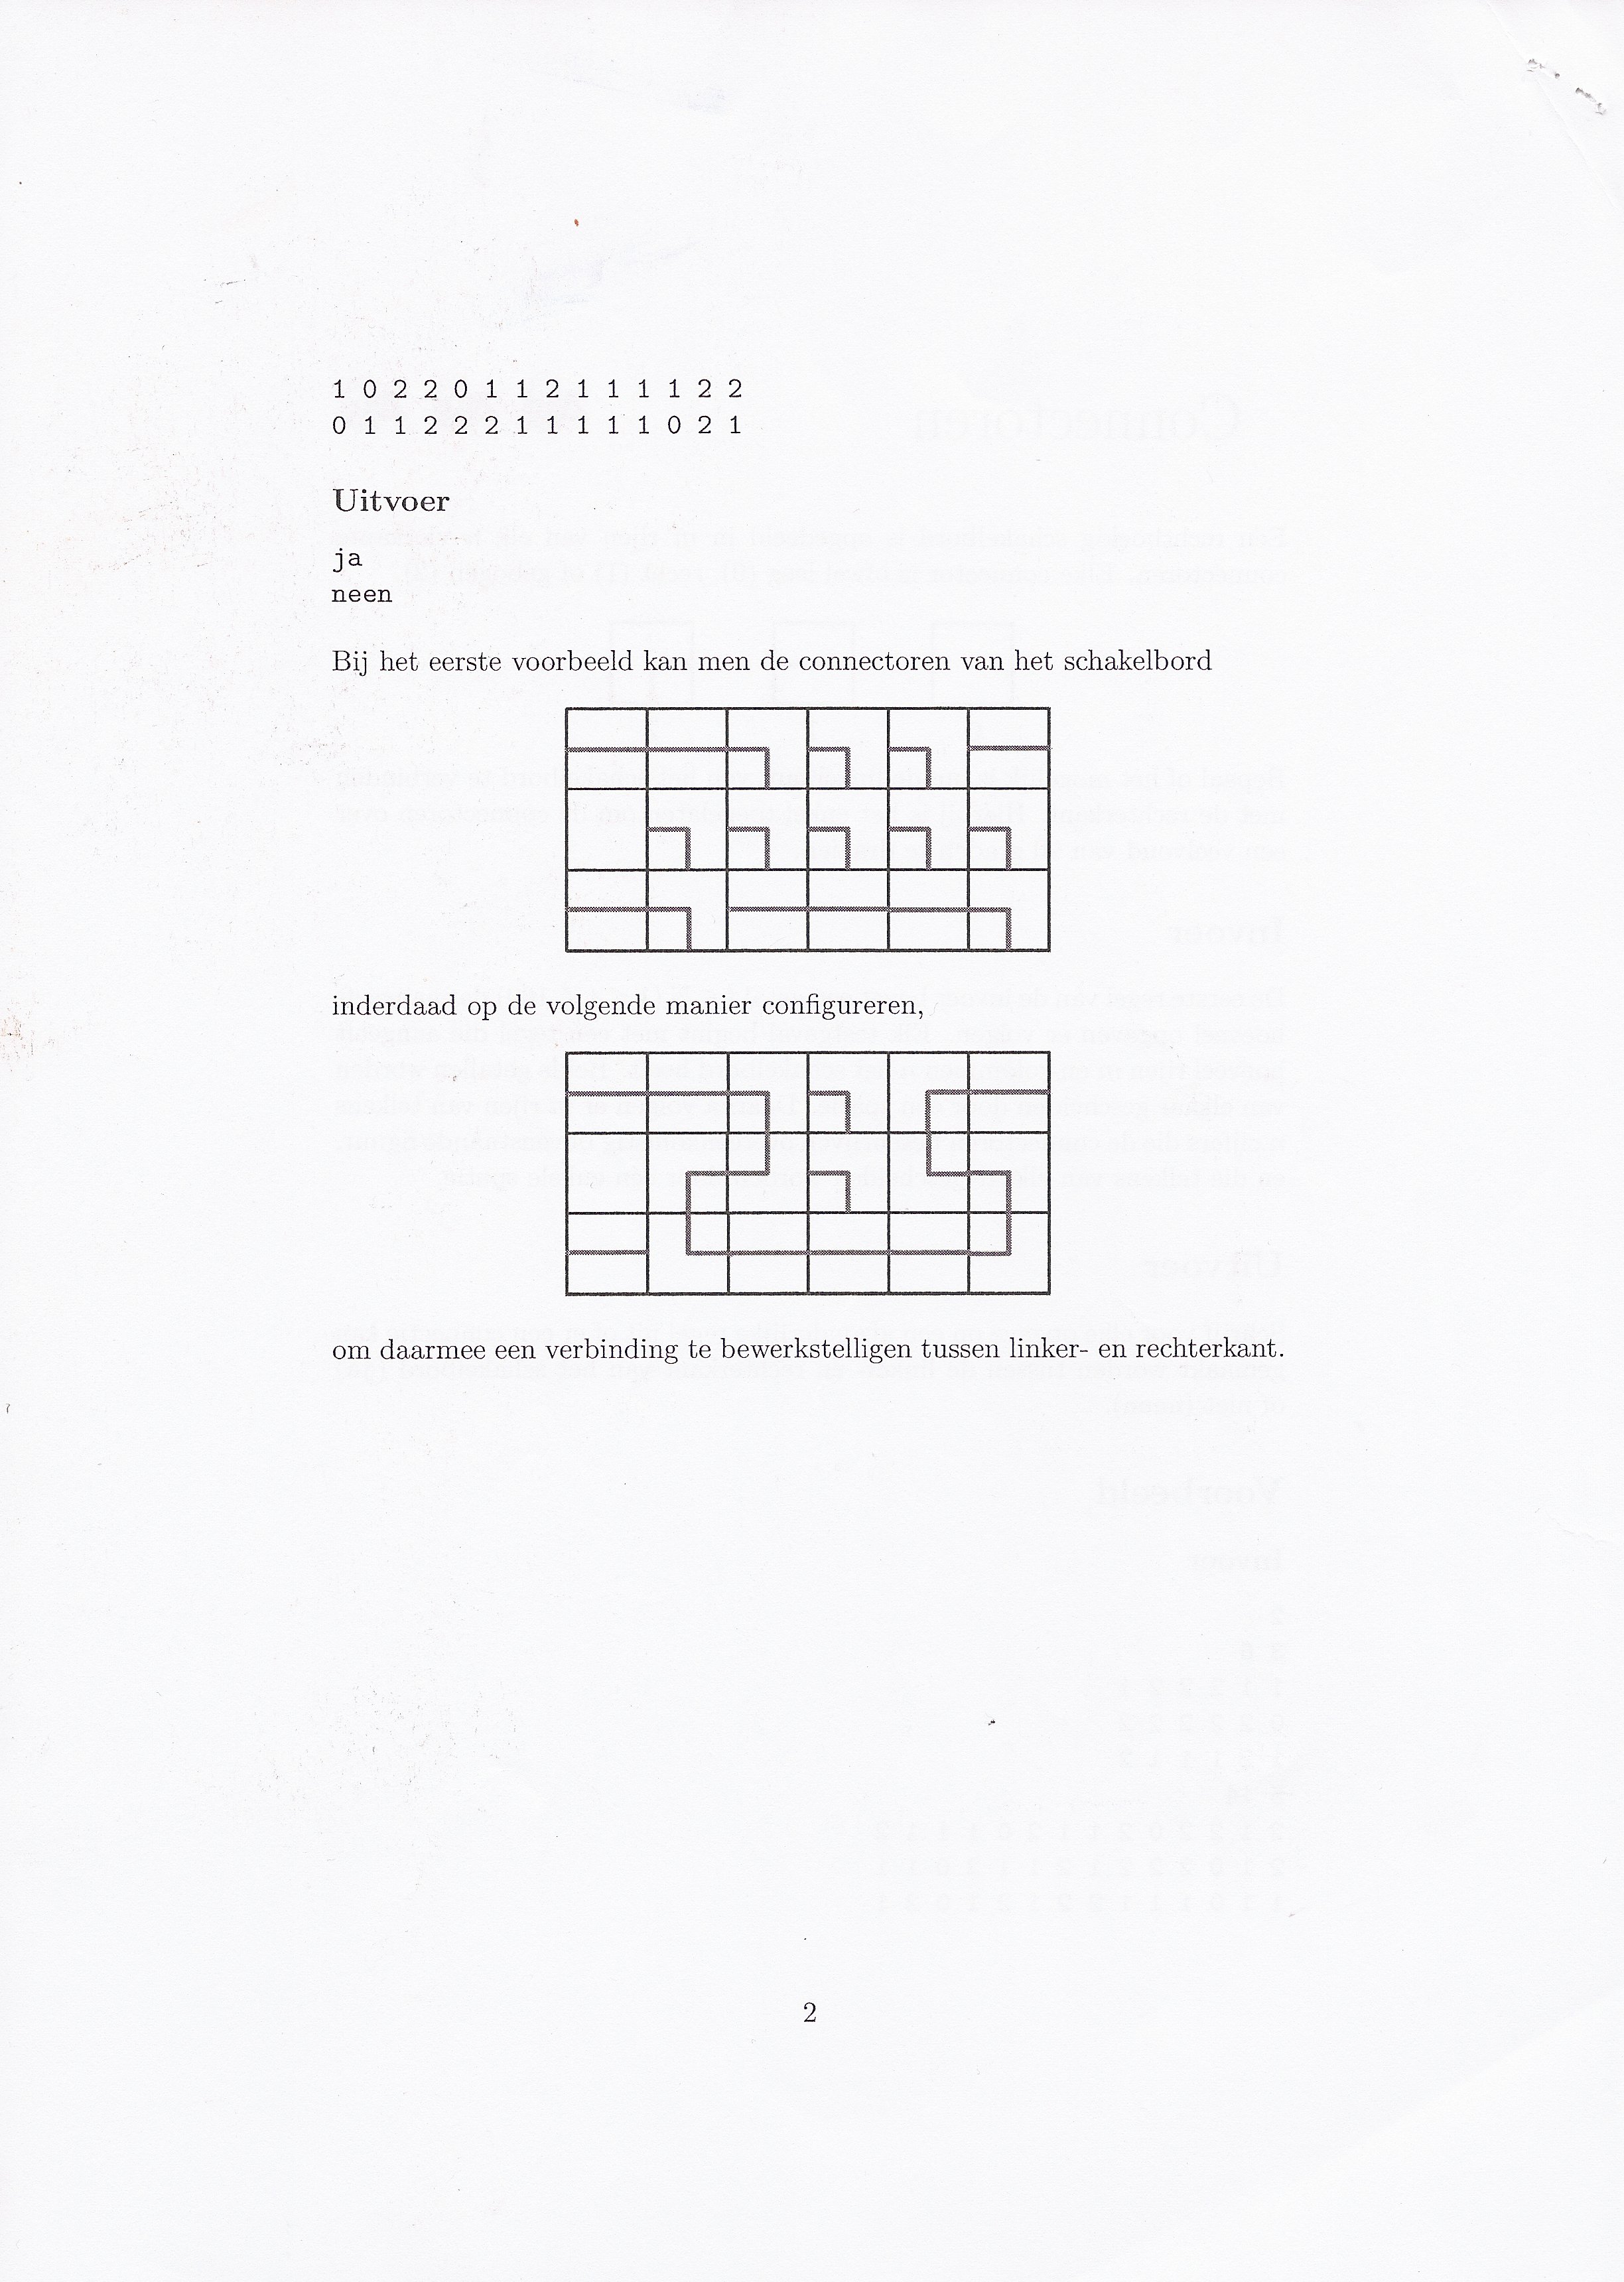 1 0 2 2 0 1 1 2 1 1 1 1 2 2
0 1 1 2 2 2 1 1 1 1 1 0 2 1
Uitvoer
ja
neen
Bij het eerste voorbeeld kan men de connectoren van het schakelbord
inderdaad op de volgende manier configureren,
om daarmee een verbinding te bewerkstelligen tussen linker- en rechterkant.
2